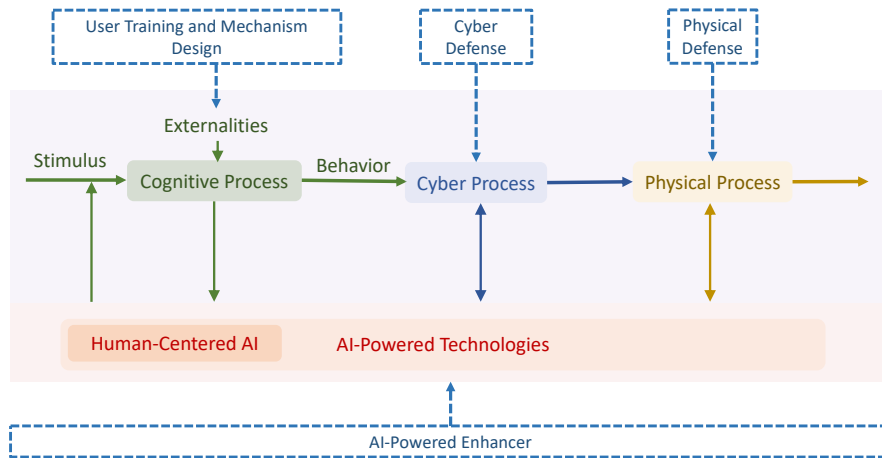 User Training and Mechanism
Design
Cyber
Defense
Physical
Defense
Externalities
Stimulus
Cognitive Process
Behavior
Cyber Process
Physical Process
Human-Centered AI
AI-Powered Technologies
AI-Powered Enhancer